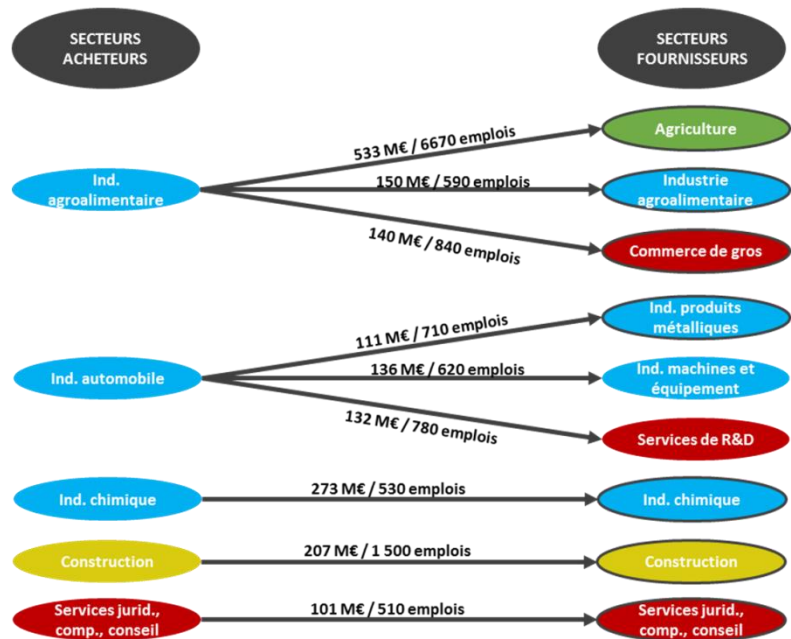 SECTEURS
ACHETEURS
SECTEURS
FOURNISSEURS
533 M€ / 6670 emplois
Agriculture
Ind.
agroalimentaire
150 M€ / 590 emplois
Industrie
agroalimentaire
140 M€ / 840 emplois
Commerce de gros
111 M€ / 710 emplois
Ind. produits
métalliques
Ind. automobile
136 M€ / 620 emplois
Ind. machines et
équipement
132 M€ / 780 emplois
Services de R&D
Ind. chimique
273 M€ / 530 emplois
Ind. chimique
Construction
207 M€ / 1 500 emplois
Construction
Services jurid.,
comp., conseil
101 M€ / 510 emplois
Services jurid.,
comp., conseil